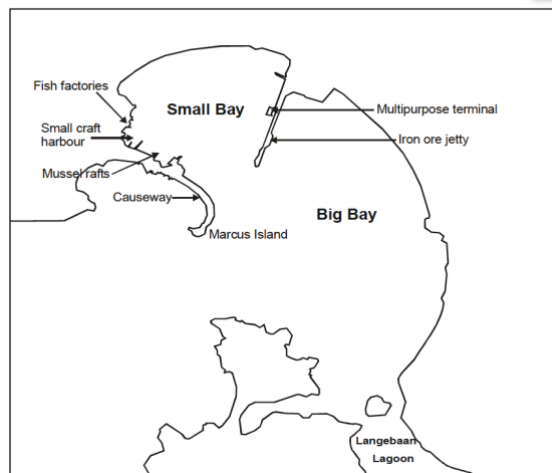 Fish factories
Small Bay
Multipurpose terminal
Small craft
harbour
Iron ore jetty
Mussel rafts
Causeway
Big Bay
Marcus Island
Langebaan
Lagoon